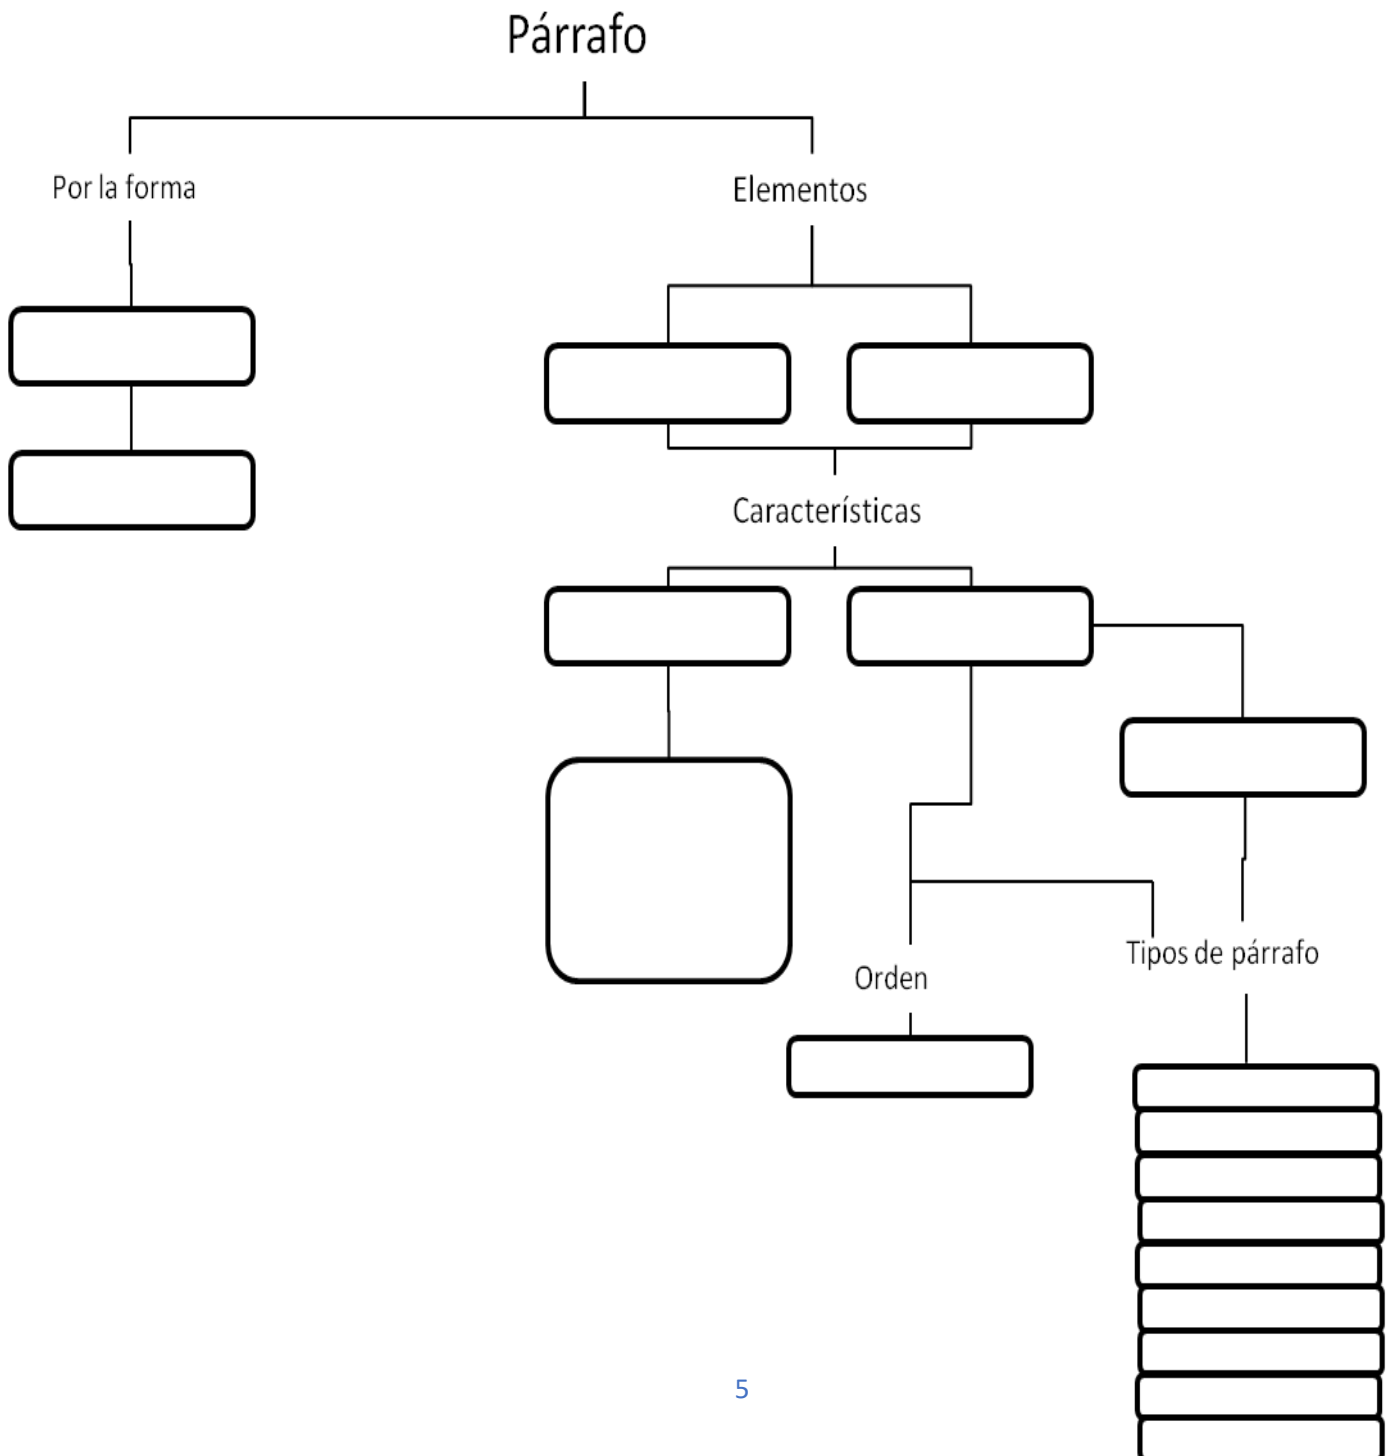 Párrafo
Por la forma
Elementos
Características
Tipos de párrafo
Orden
5